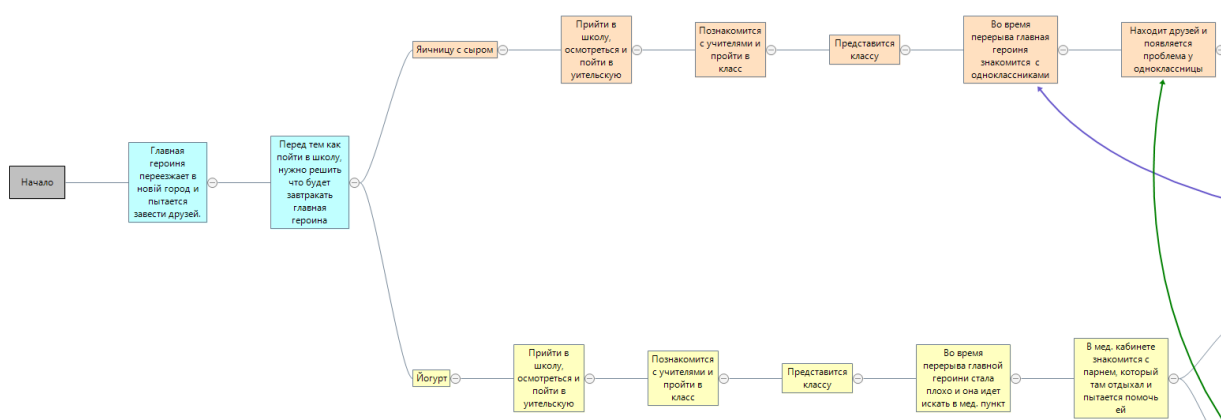 Начало
Главная
героиня
переезжает в
новій город и
пытается
завести друзей.
Перед тем как
пойти в школу,
нужно решить
что будет
завтракать
главная
героина
Яичницу с сыром
Прийти в
школу,
осмотреться и
пойти в
уительскую
Познакомится
с учителями и
пройти в
класс
Представится
классу
Во время
перерыва главная
героиня
знакомится с
одноклассниками
Находит друзей и
появляется
проблема у
одноклассницы
Йогурт
Прийти в
школу,
осмотреться и
пойти в
уительскую
Познакомится
с учителями и
пройти в
класс
Представится
классу
Во время
перерыва главной
героини стала
плохо и она идет
искать в мед. пункт
В мед. кабинете
знакомится с
парнем, который
там отдыхал и
пытается помочь
ей